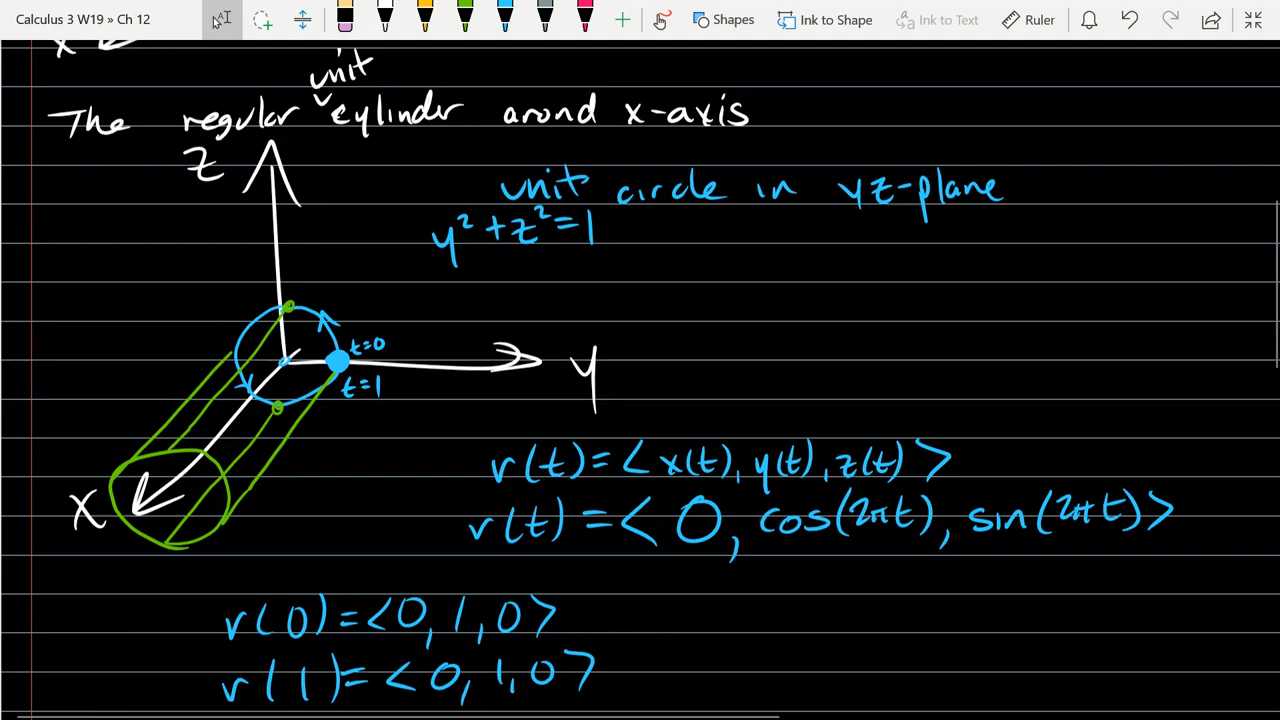 Calculus 3 W19 » Ch 12
Shapes
Ink to Shape
Ink to Text
Ruler
X
unit
The regular cylinder arond x-axis
Z
unit circle in yz-plane
y²+z²=1
t=0
t=1
Y
r(t)=<x(t), y(t), z(t)>
X
r(t)=<0, cos(2πt), sin(2πt)>
r(0)=<0,1,0>
r(1)=<0,1,0>